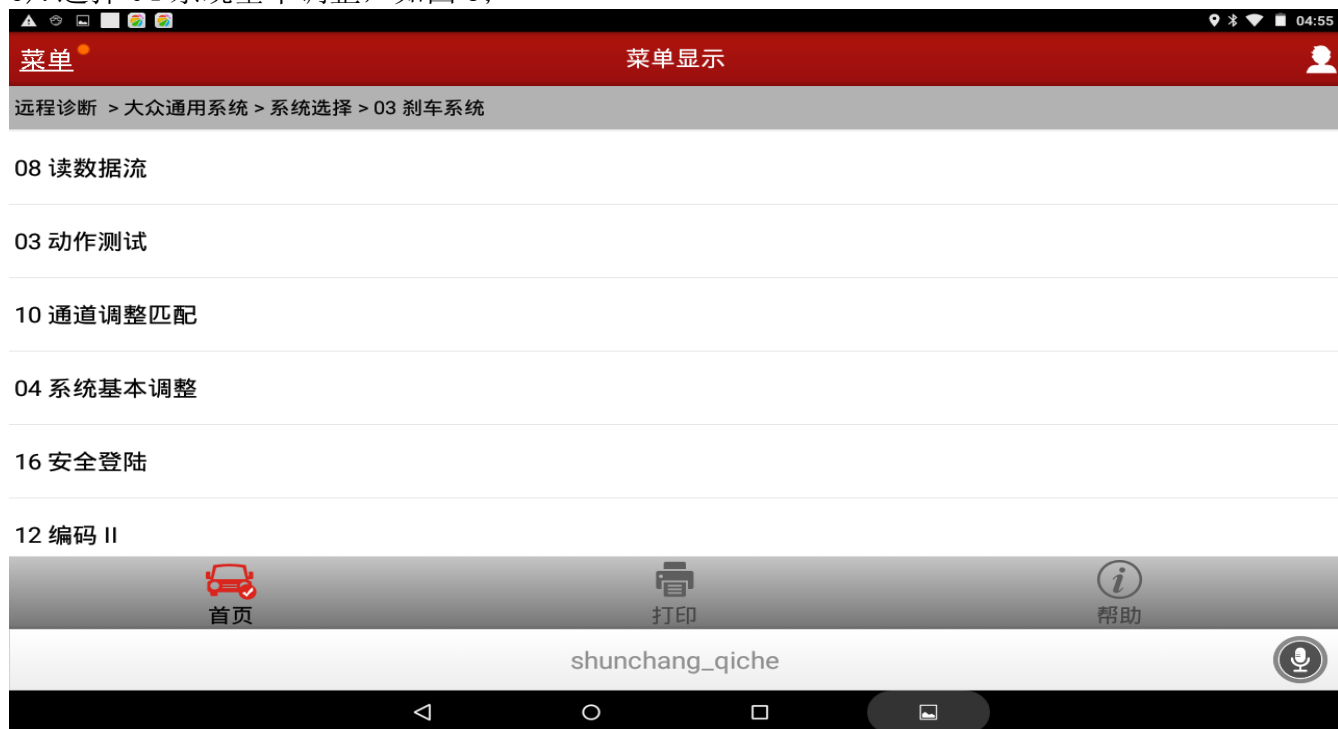 04:55
菜单
菜单显示
远程诊断 > 大众通用系统 > 系统选择 > 03 刹车系统
08 读数据流
03 动作测试
10 通道调整匹配
04 系统基本调整
16 安全登陆
12 编码 II
首页
打印
帮助
shunchang_qiche